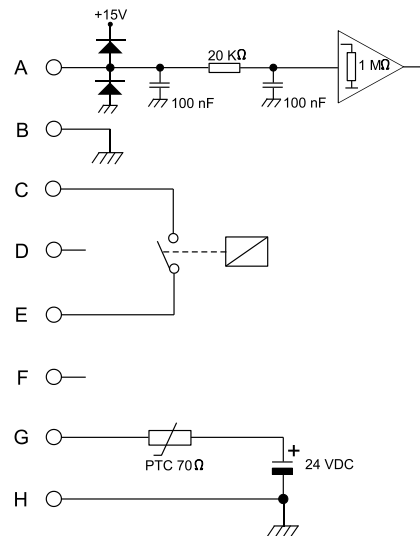 +15V
A
20 KΩ
1 MΩ
100 nF
100 nF
B
C
D
E
F
G
+
24 VDC
PTC 70Ω
H